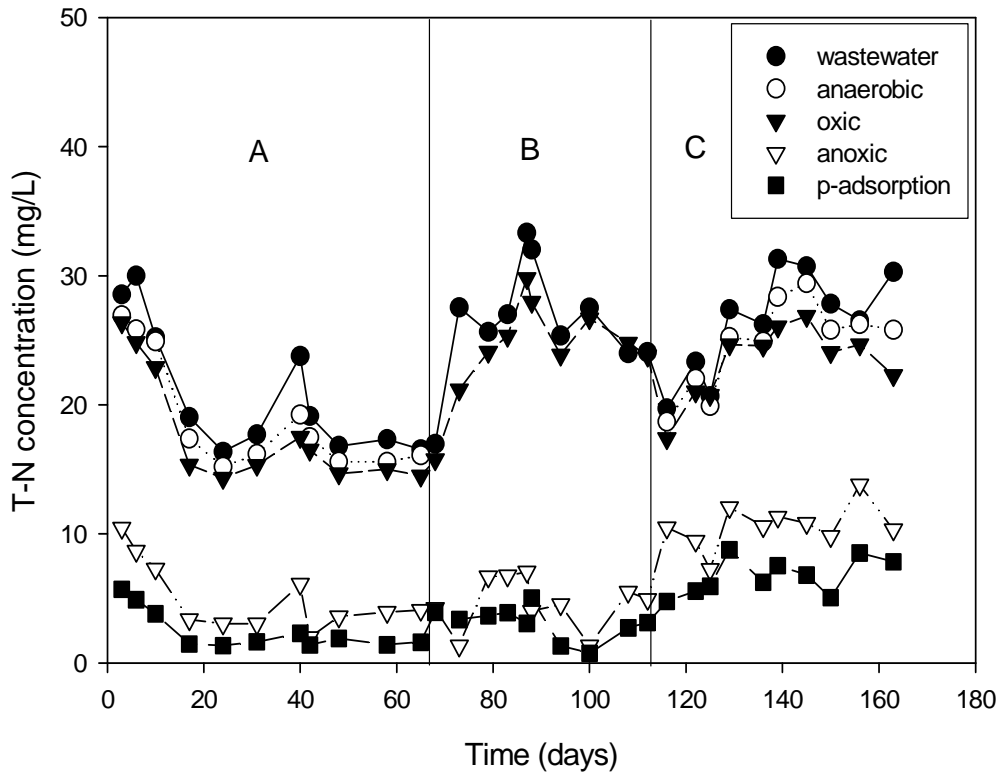 50
40
30
20
10
0
T-N concentration (mg/L)
A
B
C
wastewater
anaerobic
oxic
anoxic
p-adsorption
0 20 40 60 80 100 120 140 160 180
Time (days)